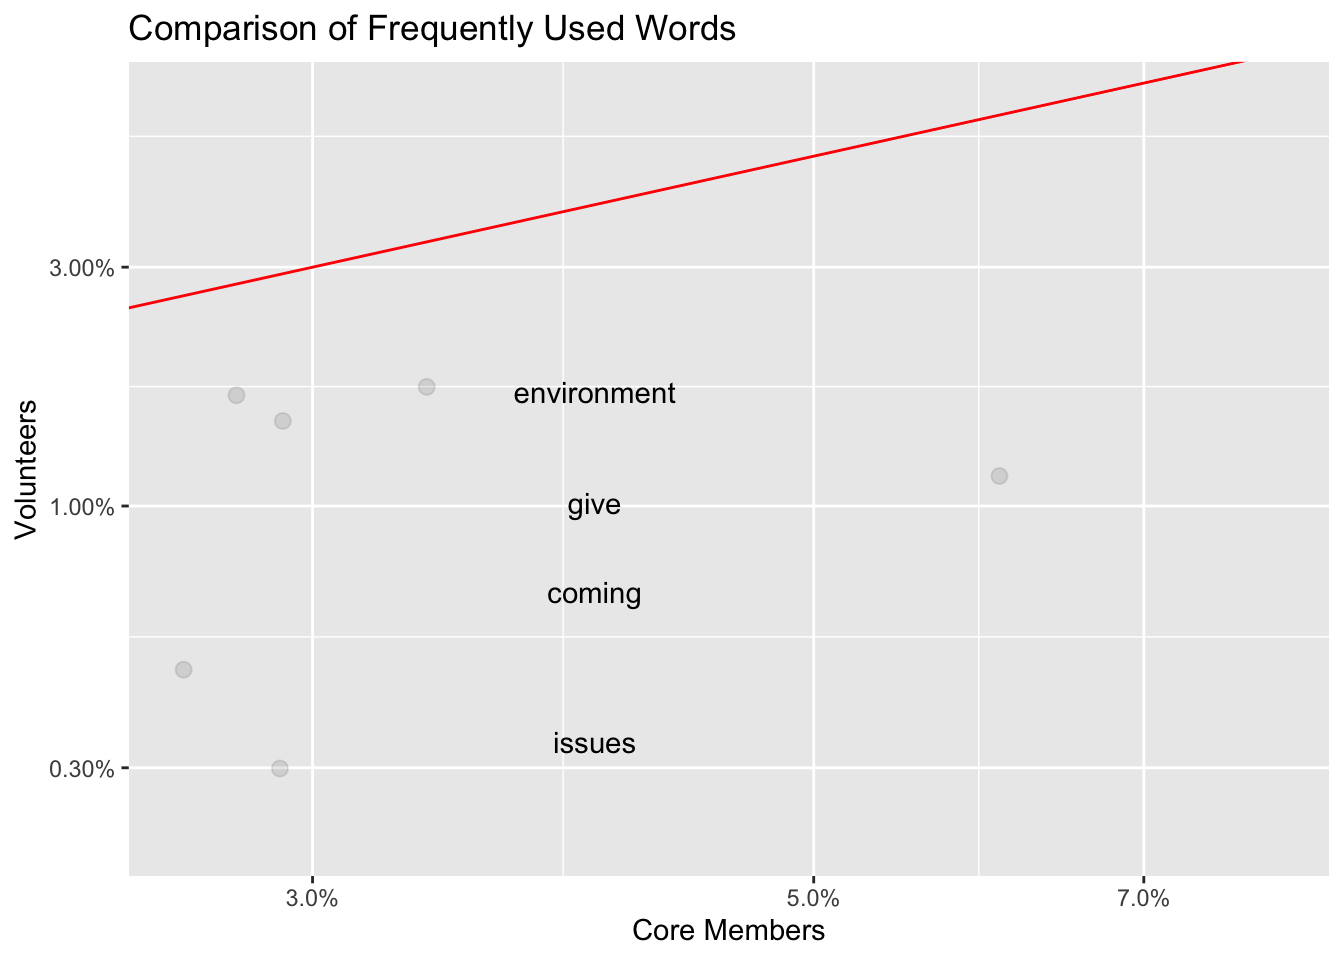 Comparison of Frequently Used Words
Volunteers
3.00%
1.00%
0.30%
environment
give
coming
issues
3.0%
5.0%
7.0%
Core Members